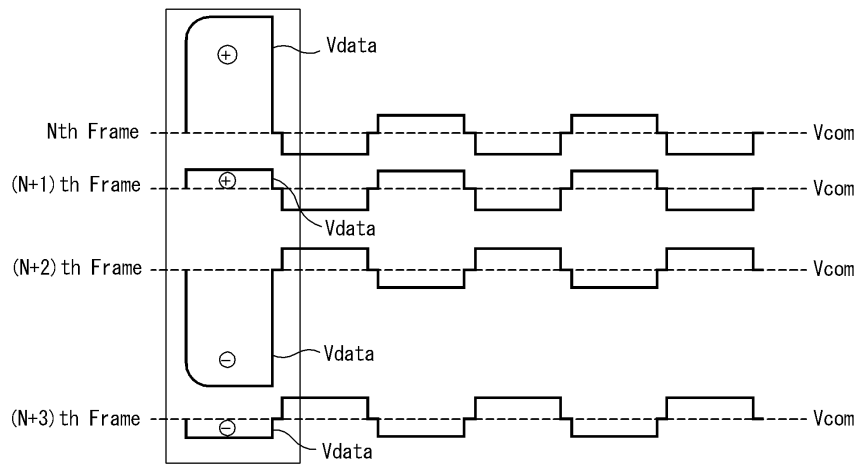 ⊕ Vdata
Nth Frame Vcom
(N+1)th Frame ⊕ Vcom
Vdata
(N+2)th Frame Vcom
⊖ Vdata
(N+3)th Frame ⊖ Vcom
Vdata